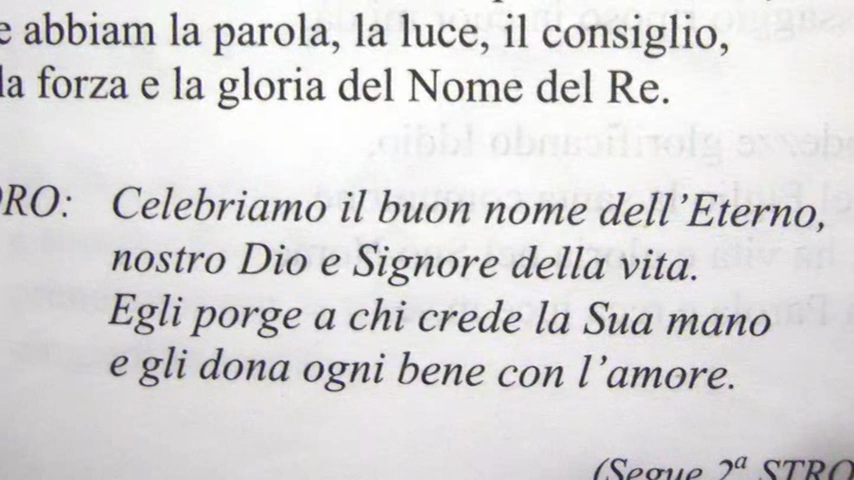 e abbiam la parola, la luce, il consiglio,
la forza e la gloria del Nome del Re.
RO: Celebriamo il buon nome dell'Eterno,
nostro Dio e Signore della vita.
Egli porge a chi crede la Sua mano
e gli dona ogni bene con l'amore.
(Segue 2ª STRO